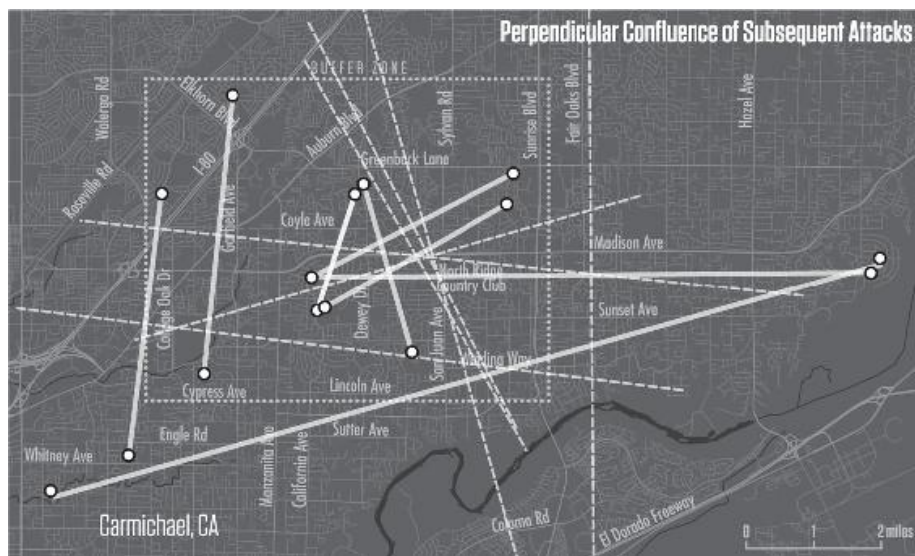 Perpendicular Confluence of Subsequent Attacks
BUFFER ZONE
Walerga Rd
Elkhorn Blvd
I-80
Auburn Blvd
Sylvan Rd
Sunrise Blvd
Fair Oaks Blvd
Hazel Ave
Roseville Rd
Greenback Lane
Garfield Ave
Coyle Ave
Madison Ave
North Ridge
Country Club
College Oak Dr
Dewey Dr
San Juan Ave
Sunset Ave
Winding Way
Cypress Ave
Lincoln Ave
Engle Rd
Sutter Ave
Whitney Ave
Manzanita Ave
California Ave
Carmichael, CA
Coloma Rd
El Dorado Freeway
0 1 2 miles